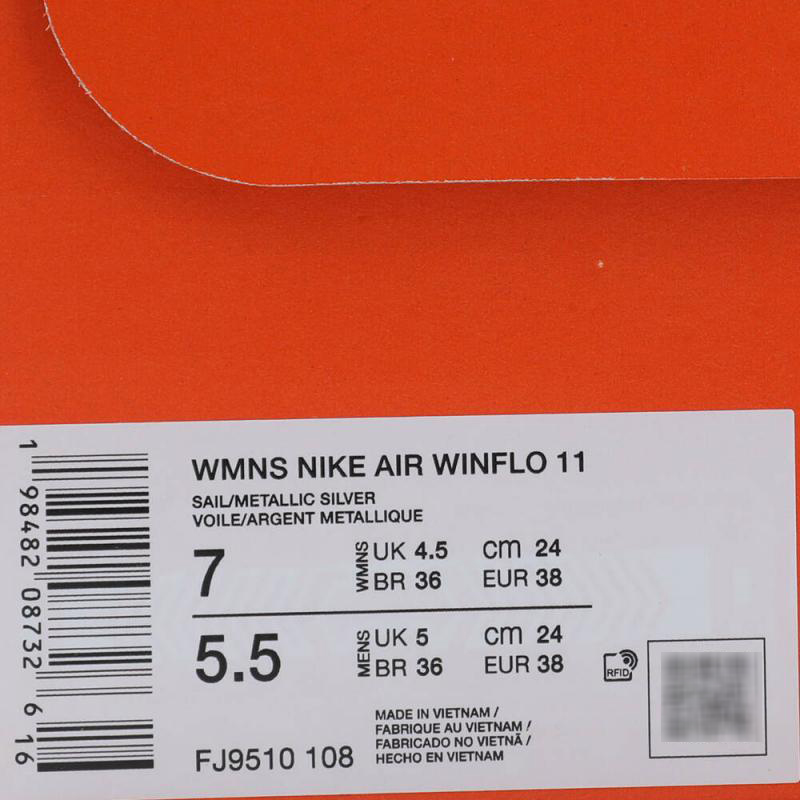 WMNS NIKE AIR WINFLO 11
SAIL/METALLIC SILVER
VOILE/ARGENT METALLIQUE
7
WMNS
UK 4.5 cm 24
BR 36 EUR 38
5.5
MENS
UK 5 cm 24
BR 36 EUR 38
RFID
FJ9510 108
MADE IN VIETNAM /
FABRIQUE AU VIETNAM /
FABRICADO NO VIETNÃ /
HECHO EN VIETNAM
1 98482 08732 6 16